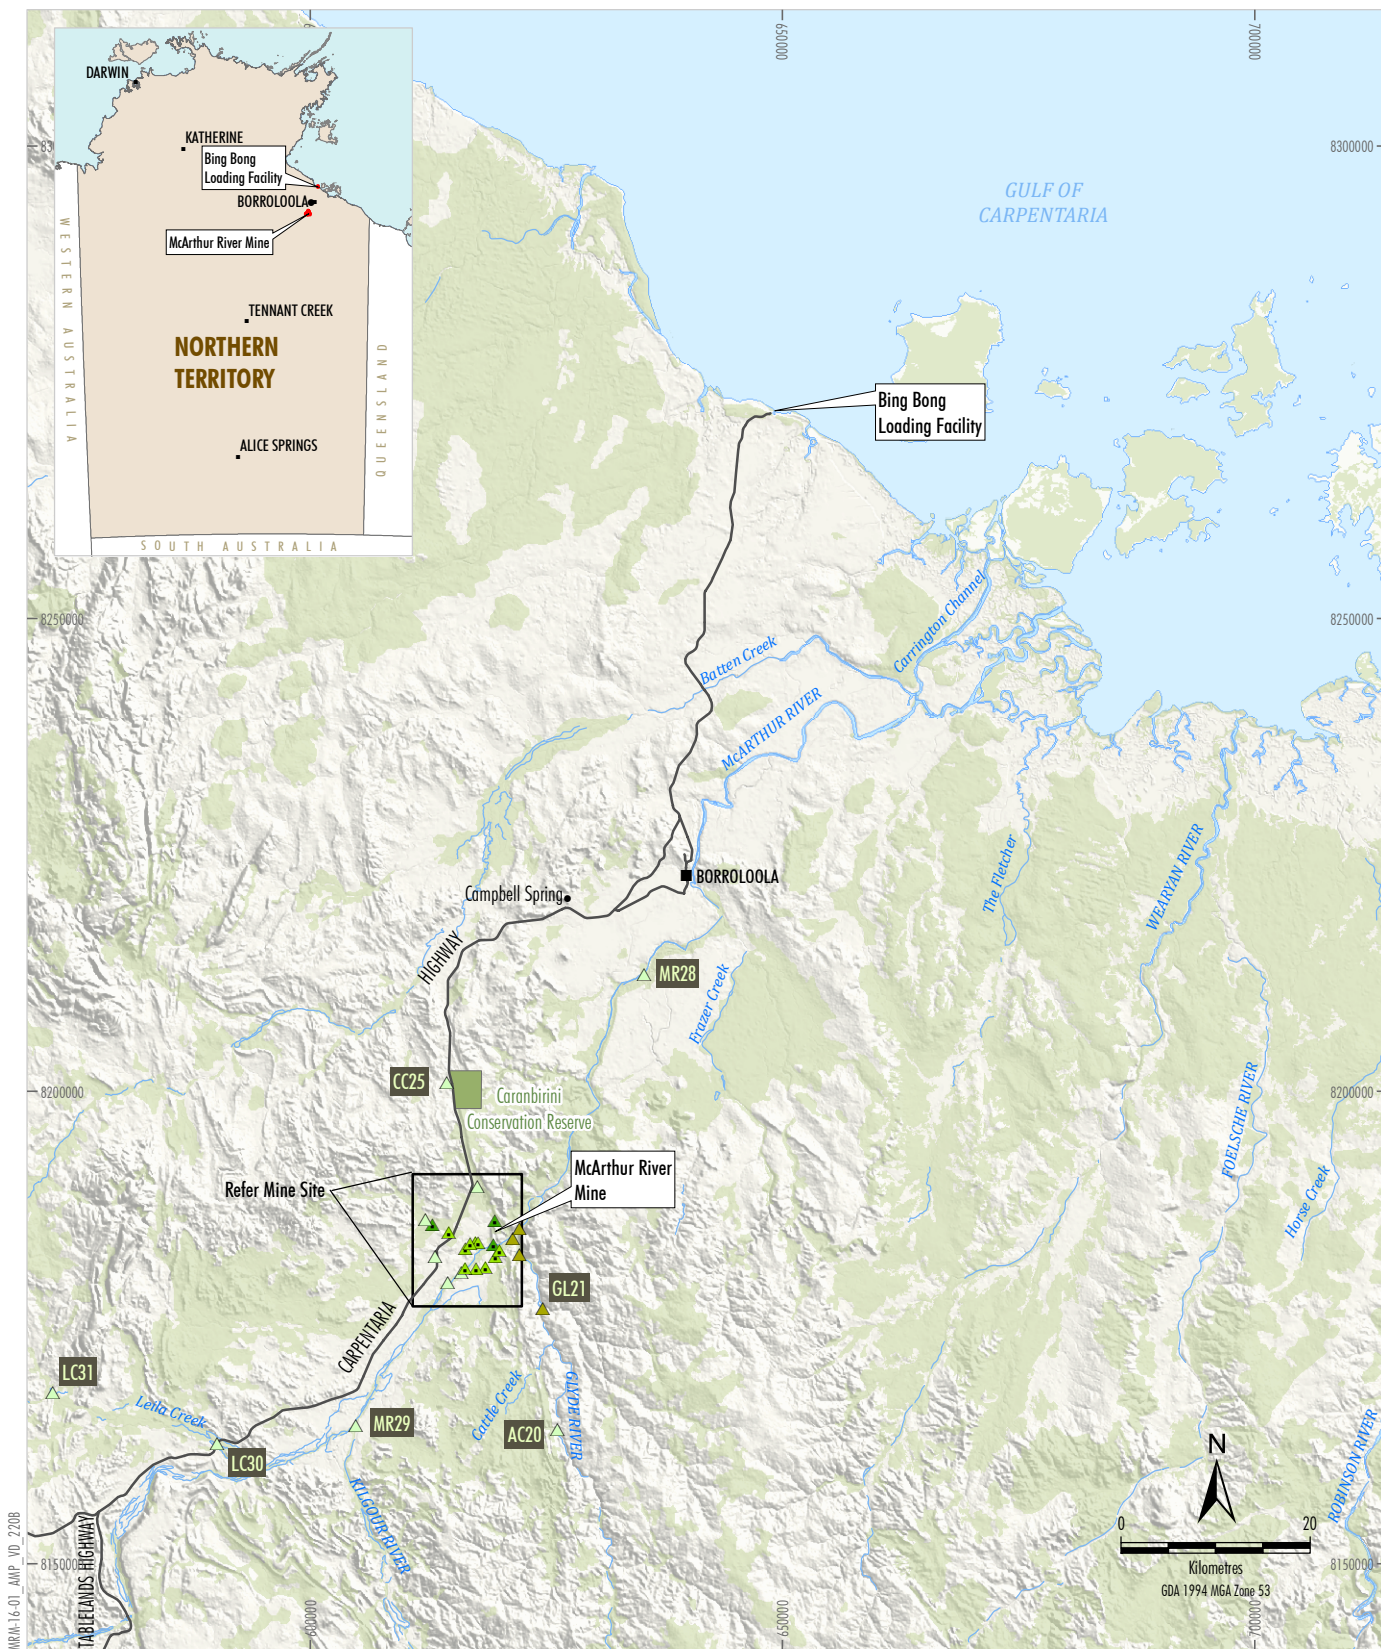 650000
700000
DARWIN
KATHERINE
Bing Bong
Loading Facility
BORROLOOLA
McArthur River Mine
WESTERN AUSTRALIA
TENNANT CREEK
NORTHERN
TERRITORY
QUEENSLAND
ALICE SPRINGS
SOUTH AUSTRALIA
8300000
GULF OF
CARPENTARIA
Bing Bong
Loading Facility
8250000
8250000
Carrington Channel
Batten Creek
McARTHUR RIVER
The Fletcher
WEARYAN RIVER
BORROLOOLA
Campbell Spring
HIGHWAY
MR28
Frazer Creek
CC25
8200000
8200000
Caranbirini
Conservation Reserve
FOELSCHE RIVER
Horse Creek
McArthur River
Mine
Refer Mine Site
GL21
CARPENTARIA
LC31
Leila Creek
MR29
Cattle Creek
GLYDE RIVER
AC20
LC30
KILGOUR RIVER
N
ROBINSON RIVER
0
20
Kilometres
GDA 1994 MGA Zone 53
8150000
8150000
TABLELANDS HIGHWAY
MRM-16-01_AMP_VD_220B
600000
650000
700000